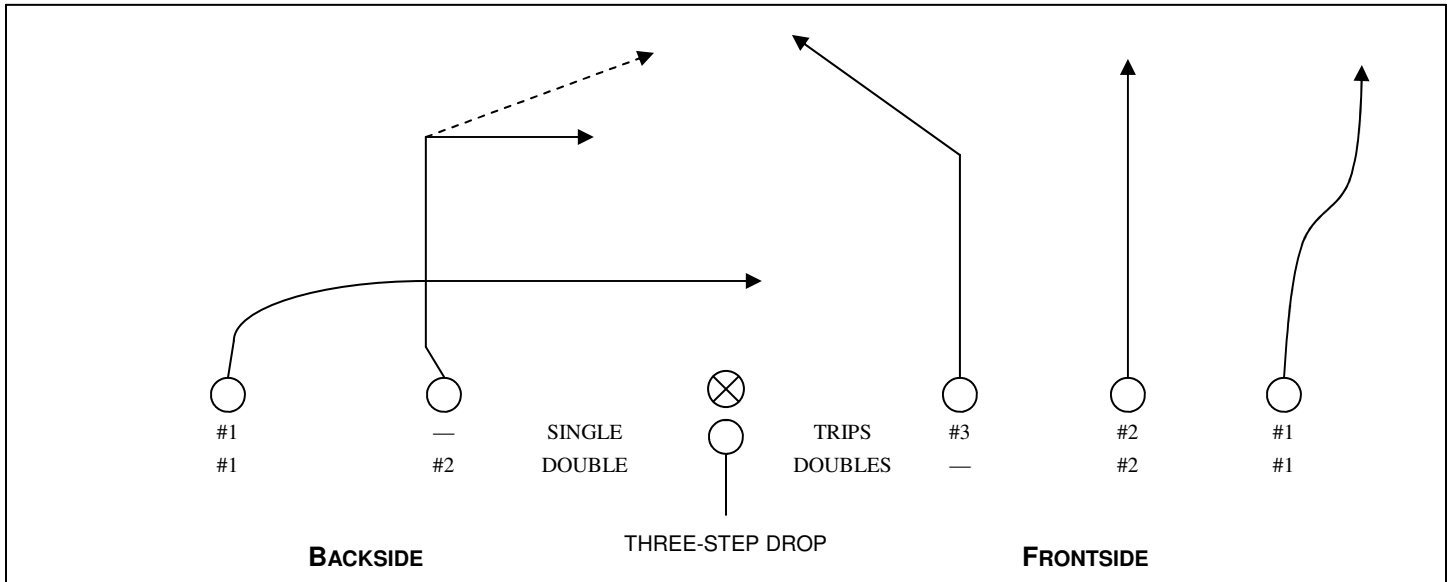 #1 — SINGLE TRIPS #3 #2 #1
#1 #2 DOUBLE DOUBLES — #2 #1
THREE-STEP DROP
BACKSIDE FRONTSIDE